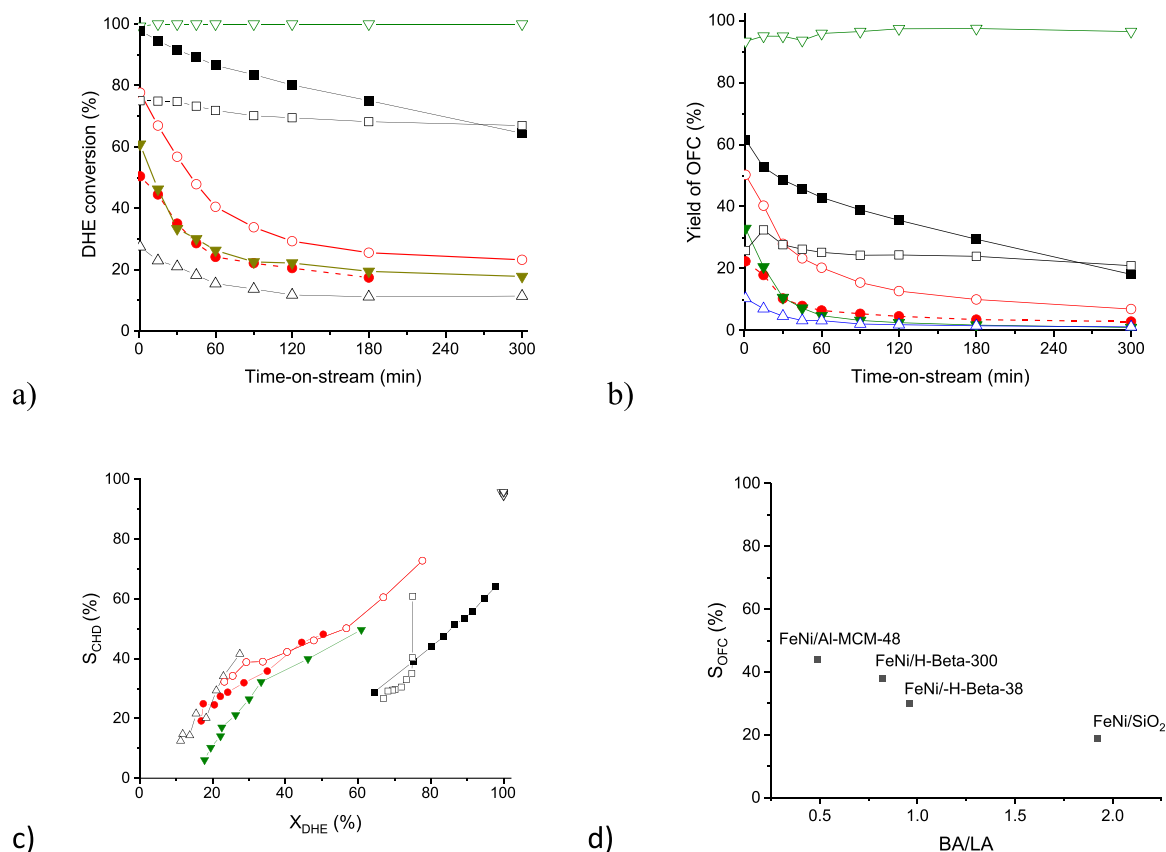 100
80
60
40
20
0
DHE conversion (%)
0 60 120 180 240 300
Time-on-stream (min)
a)
100
80
60
40
20
0
Yield of OFC (%)
0 60 120 180 240 300
Time-on-stream (min)
b)
100
80
60
40
20
0
S_CHD (%)
0 20 40 60 80 100
X_DHE (%)
c)
100
80
60
40
20
0
S_OFC (%)
FeNi/Al-MCM-48
FeNi/H-Beta-300
FeNi/-H-Beta-38
FeNi/SiO₂
0.5 1.0 1.5 2.0
BA/LA
d)